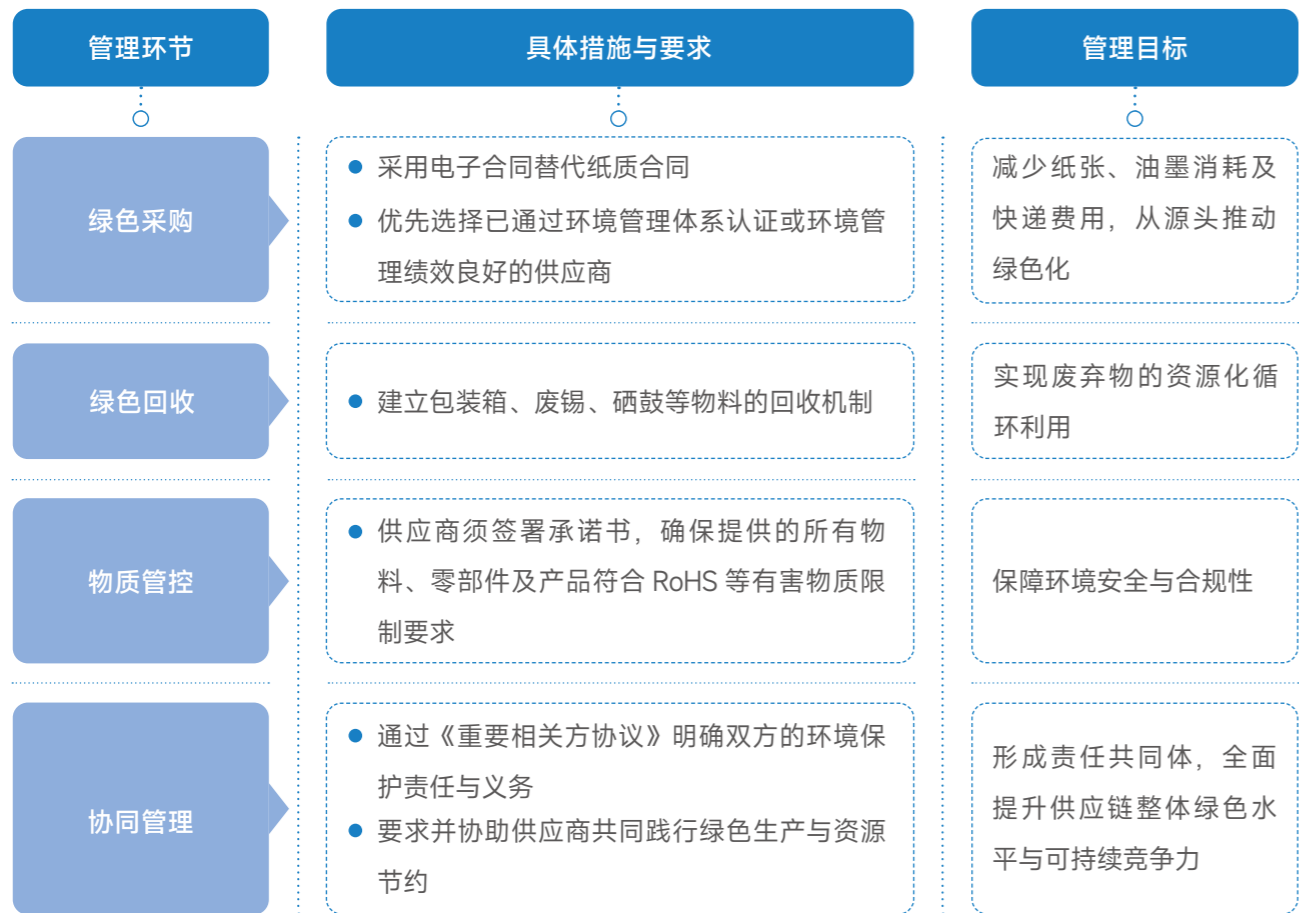 管理环节
具体措施与要求
管理目标
绿色采购
采用电子合同替代纸质合同
优先选择已通过环境管理体系认证或环境管
理绩效良好的供应商
减少纸张、油墨消耗及
快递费用，从源头推动
绿色化
绿色回收
建立包装箱、废锡、硒鼓等物料的回收机制
实现废弃物的资源化循
环利用
物质管控
供应商须签署承诺书，确保提供的所有物
料、零部件及产品符合 RoHS 等有害物质限
制要求
保障环境安全与合规性
协同管理
通过《重要相关方协议》明确双方的环境保
护责任与义务
要求并协助供应商共同践行绿色生产与资源
节约
形成责任共同体，全面
提升供应链整体绿色水
平与可持续竞争力